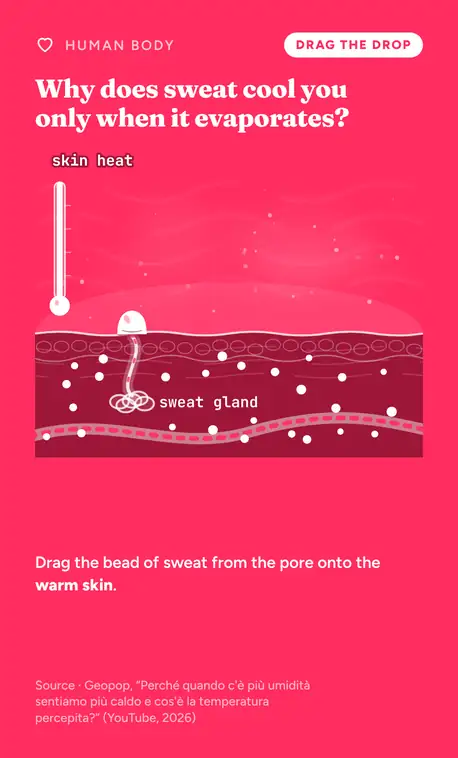 HUMAN BODY
DRAG THE DROP
Why does sweat cool you
only when it evaporates?
skin heat
sweat gland
Drag the bead of sweat from the pore onto the
warm skin.
Source · Geopop, “Perché quando c'è più umidità
sentiamo più caldo e cos'è la temperatura
percepita?” (YouTube, 2026)